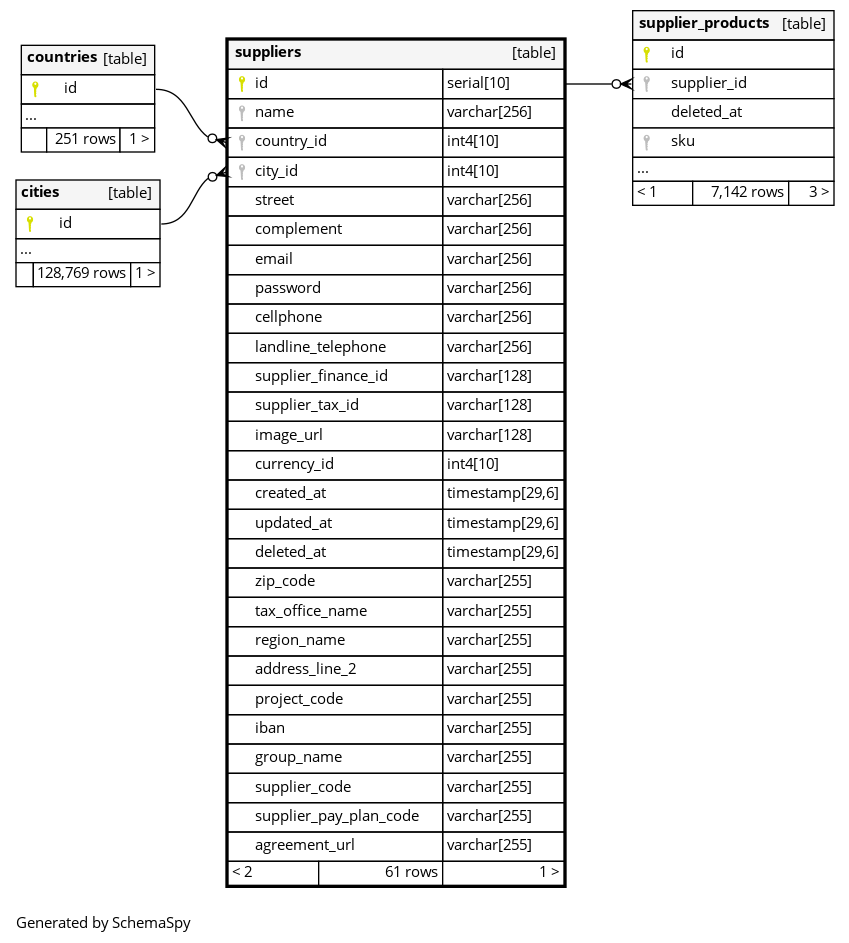 countries [table]
id
...
251 rows 1 >
cities [table]
id
...
128,769 rows 1 >
suppliers [table]
id serial[10]
name varchar[256]
country_id int4[10]
city_id int4[10]
street varchar[256]
complement varchar[256]
email varchar[256]
password varchar[256]
cellphone varchar[256]
landline_telephone varchar[256]
supplier_finance_id varchar[128]
supplier_tax_id varchar[128]
image_url varchar[128]
currency_id int4[10]
created_at timestamp[29,6]
updated_at timestamp[29,6]
deleted_at timestamp[29,6]
zip_code varchar[255]
tax_office_name varchar[255]
region_name varchar[255]
address_line_2 varchar[255]
project_code varchar[255]
iban varchar[255]
group_name varchar[255]
supplier_code varchar[255]
supplier_pay_plan_code varchar[255]
agreement_url varchar[255]
< 2 61 rows 1 >
supplier_products [table]
id
supplier_id
deleted_at
sku
...
< 1 7,142 rows 3 >
Generated by SchemaSpy